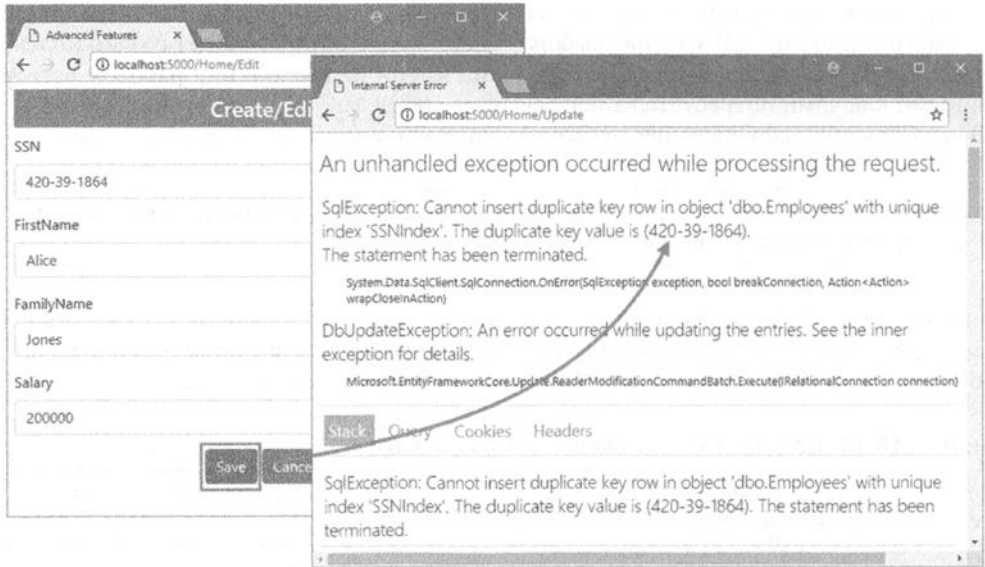 Advanced Features
localhost:5000/Home/Edit
Create/Edi
SSN
420-39-1864
FirstName
Alice
FamilyName
Jones
Salary
200000
Save Cance
Internal Server Error
localhost:5000/Home/Update
An unhandled exception occurred while processing the request.
SqlException: Cannot insert duplicate key row in object 'dbo.Employees' with unique
index 'SSNIndex'. The duplicate key value is (420-39-1864).
The statement has been terminated.
System.Data.SqlClient.SqlConnection.OnError(SqlException exception, bool breakConnection, Action<Action>
wrapCloseInAction)
DbUpdateException: An error occurred while updating the entries. See the inner
exception for details.
Microsoft.EntityFrameworkCore.Update.ReaderModificationCommandBatch.Execute(IRelationalConnection connection)
Stack Query Cookies Headers
SqlException: Cannot insert duplicate key row in object 'dbo.Employees' with unique
index 'SSNIndex'. The duplicate key value is (420-39-1864). The statement has been
terminated.